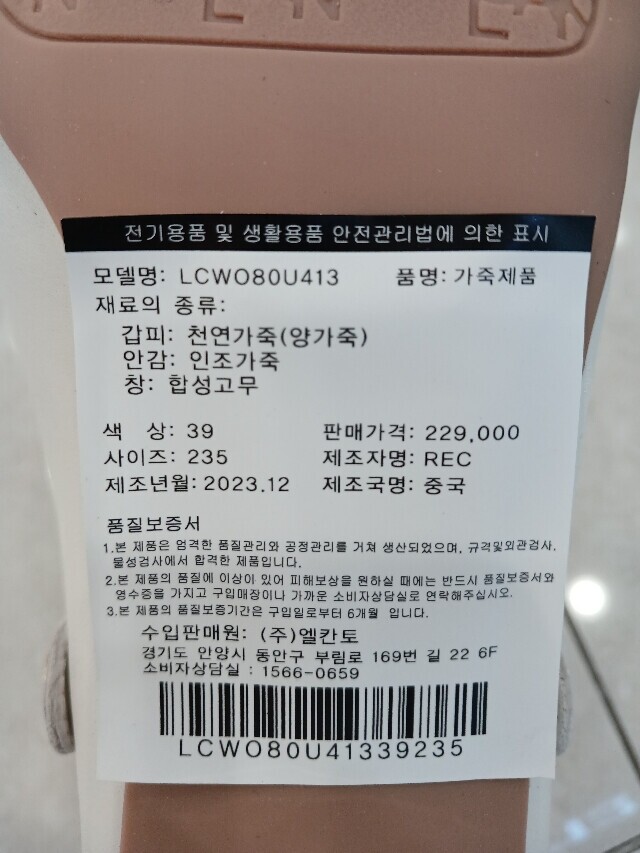 전기용품 및 생활용품 안전관리법에 의한 표시
모델명: LCWO80U413 품명: 가죽제품
재료의 종류:
갑피: 천연가죽(양가죽)
안감: 인조가죽
창: 합성고무
색 상: 39 판매가격: 229,000
사이즈: 235 제조자명: REC
제조년월: 2023.12 제조국명: 중국
품질보증서
1.본 제품은 엄격한 품질관리와 공정관리를 거쳐 생산되었으며, 규격및외관검사,
물성검사에서 합격한 제품입니다.
2.본 제품의 품질에 이상이 있어 피해보상을 원하실 때에는 반드시 품질보증서와
영수증을 가지고 구입매장이나 가까운 소비자상담실로 연락해주십시오.
3.본 제품의 품질보증기간은 구입일로부터 6개월 입니다.
수입판매원: (주)엘칸토
경기도 안양시 동안구 부림로 169번 길 22 6F
소비자상담실 : 1566-0659
LCWO80U41339235